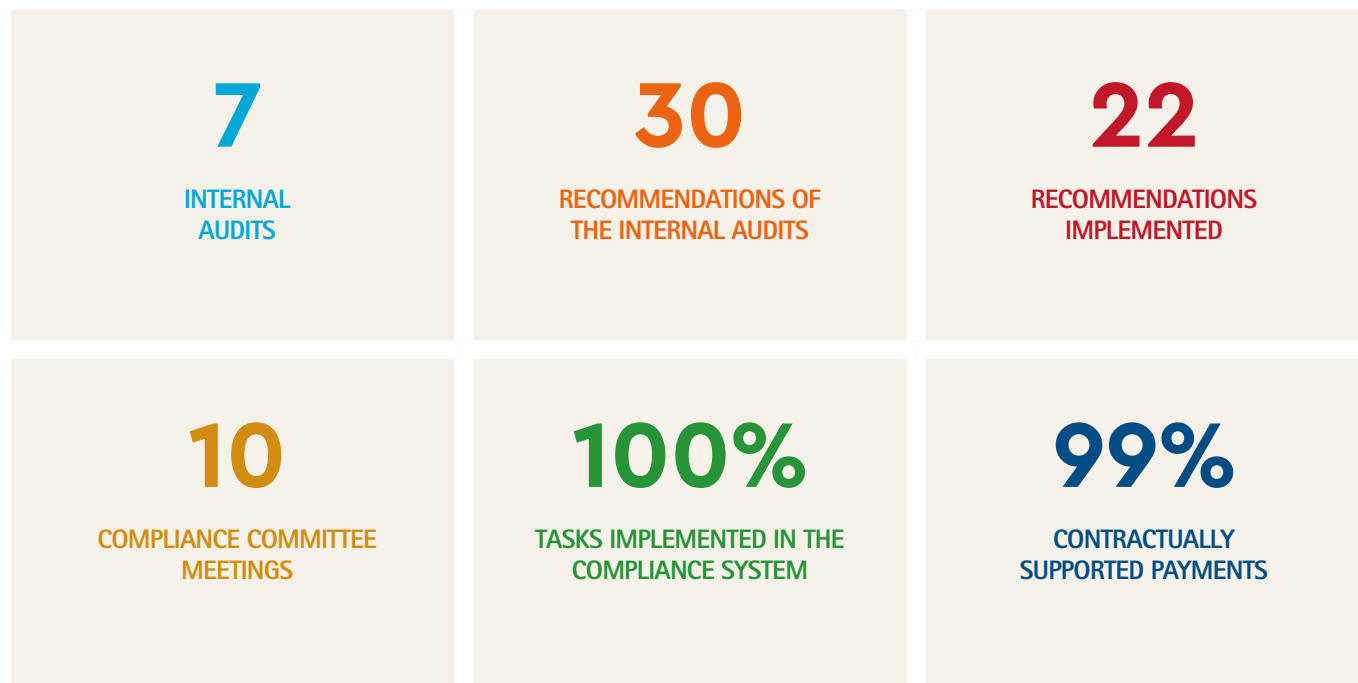 7
INTERNAL
AUDITS
30
RECOMMENDATIONS OF
THE INTERNAL AUDITS
22
RECOMMENDATIONS
IMPLEMENTED
10
COMPLIANCE COMMITTEE
MEETINGS
100%
TASKS IMPLEMENTED IN THE
COMPLIANCE SYSTEM
99%
CONTRACTUALLY
SUPPORTED PAYMENTS